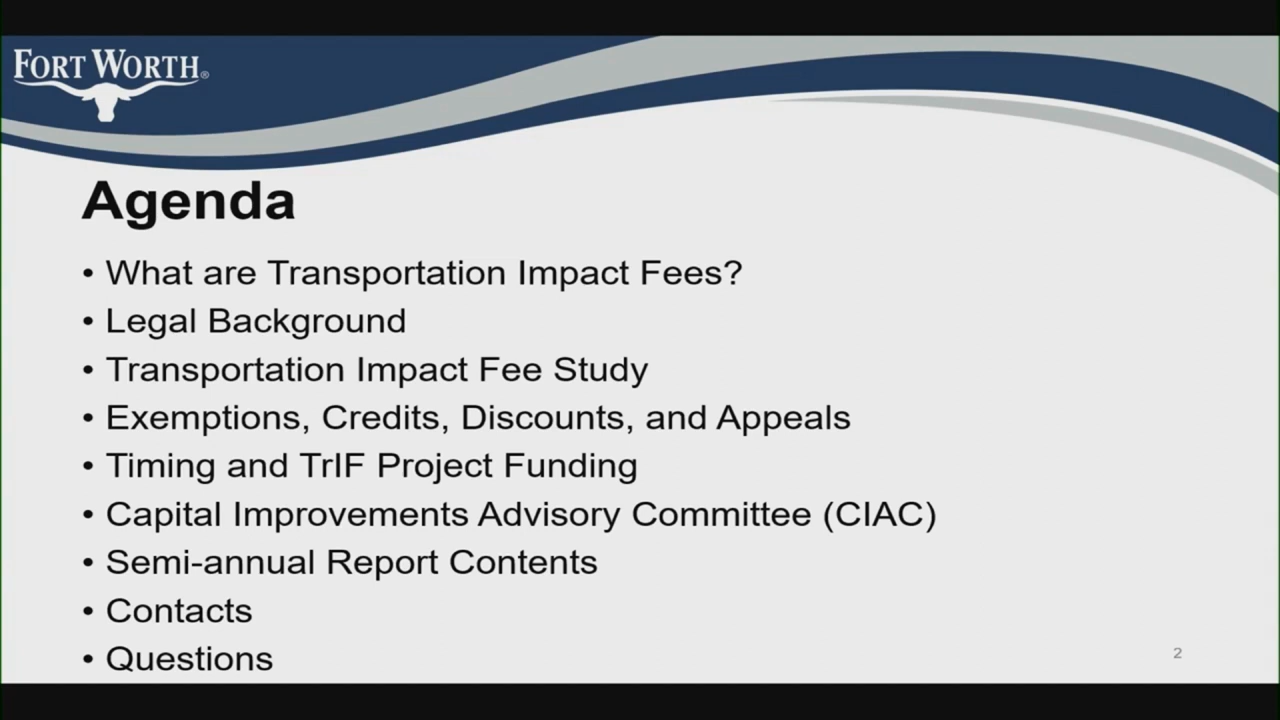 FORT WORTH®
Agenda
• What are Transportation Impact Fees?
• Legal Background
• Transportation Impact Fee Study
• Exemptions, Credits, Discounts, and Appeals
• Timing and TrIF Project Funding
• Capital Improvements Advisory Committee (CIAC)
• Semi-annual Report Contents
• Contacts
• Questions
2